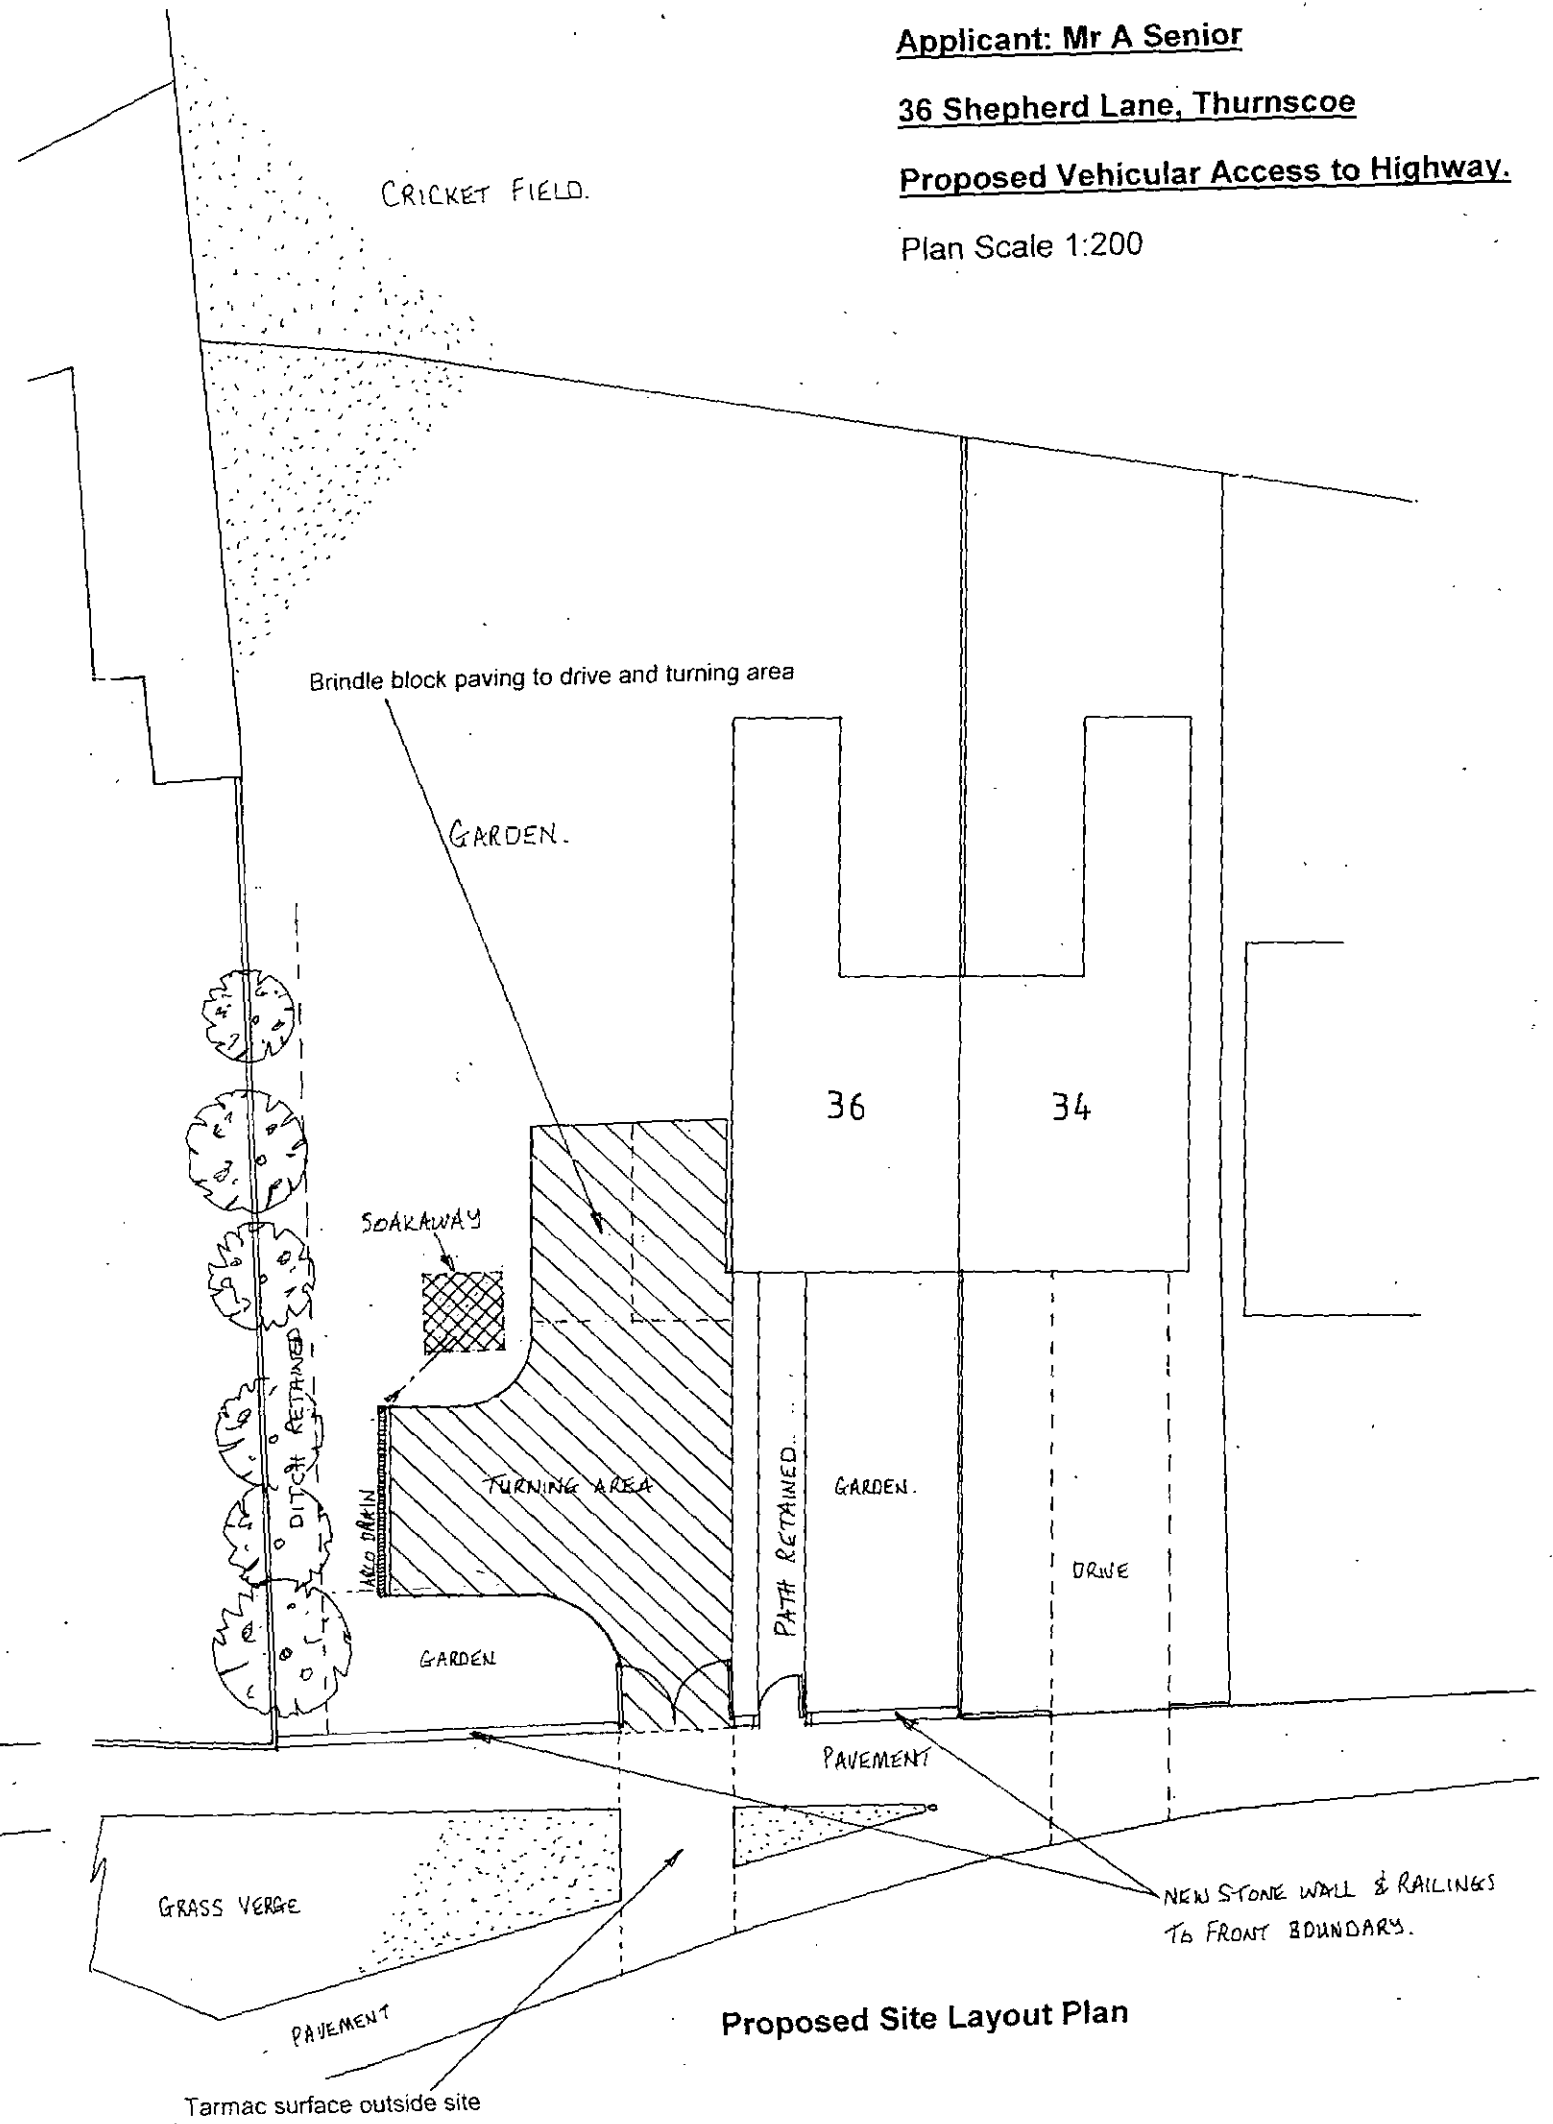 Applicant: Mr A Senior
36 Shepherd Lane, Thurnscoe
Proposed Vehicular Access to Highway.
Plan Scale 1:200
CRICKET FIELD.
Brindle block paving to drive and turning area
GARDEN.
36
34
SOAKAWAY
DITCH RETAINED
ARCO DRAIN
TURNING AREA
PATH RETAINED..
GARDEN.
DRIVE
GARDEN
PAVEMENT
GRASS VERGE
NEW STONE WALL & RAILINGS
TO FRONT BOUNDARY.
PAVEMENT
Proposed Site Layout Plan
Tarmac surface outside site